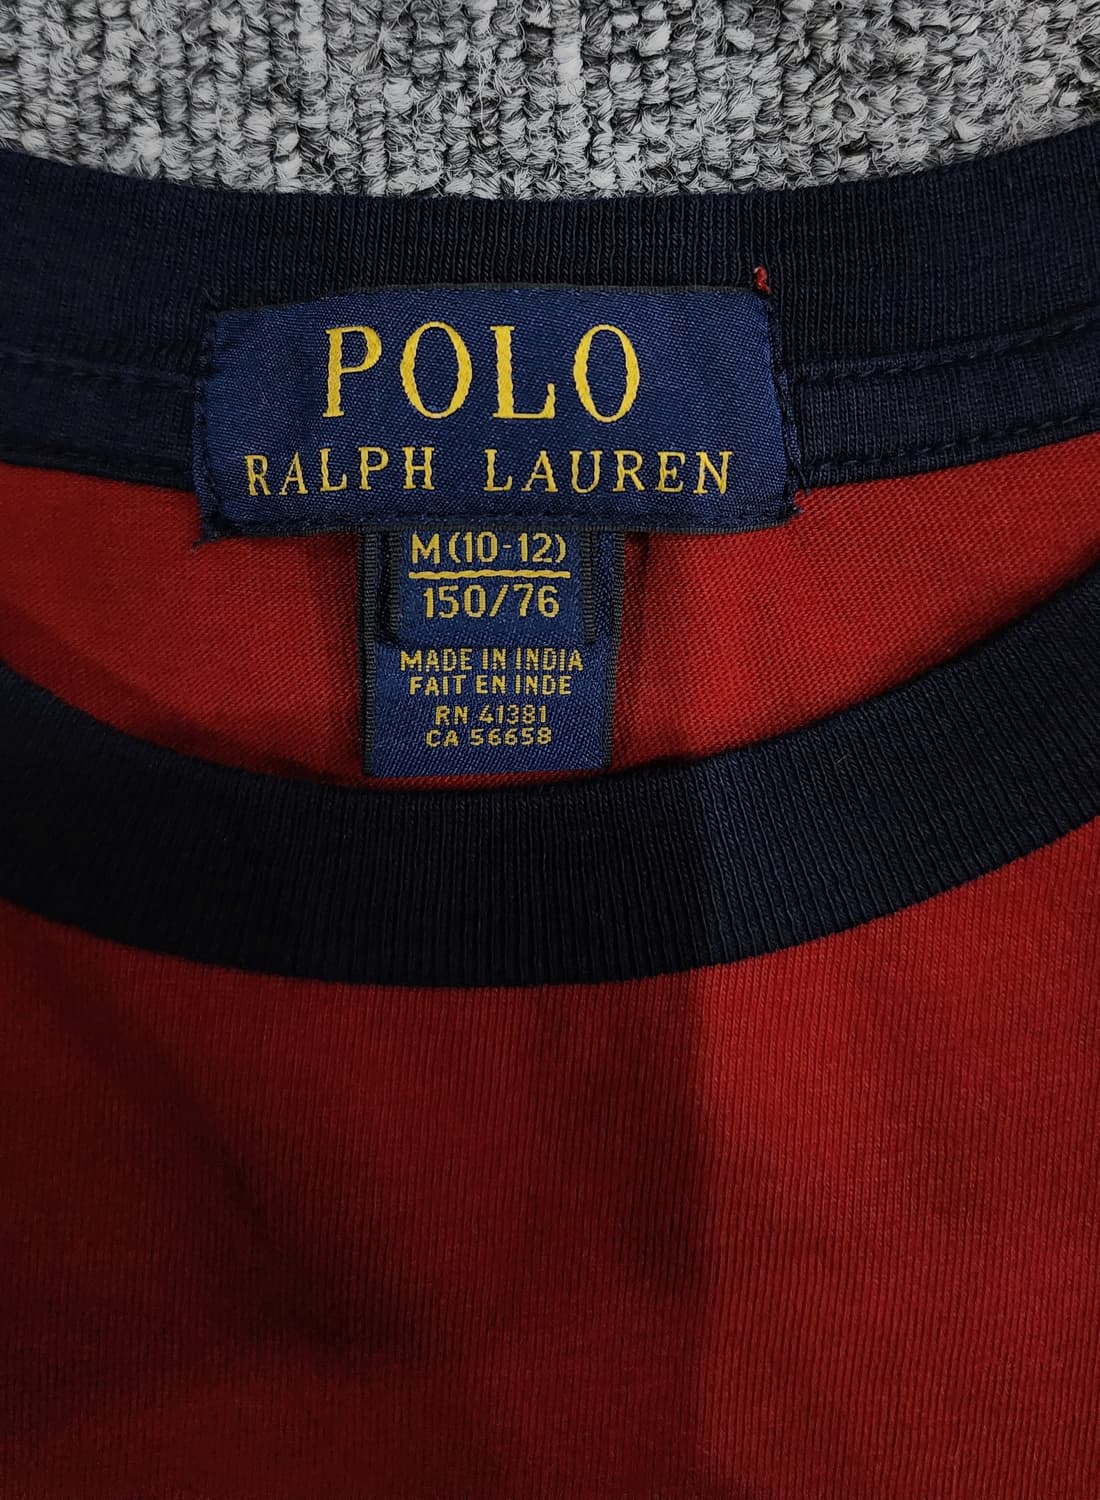 POLO
RALPH LAUREN
M(10-12)
150/76
MADE IN INDIA
FAIT EN INDE
RN 41381
CA 56658